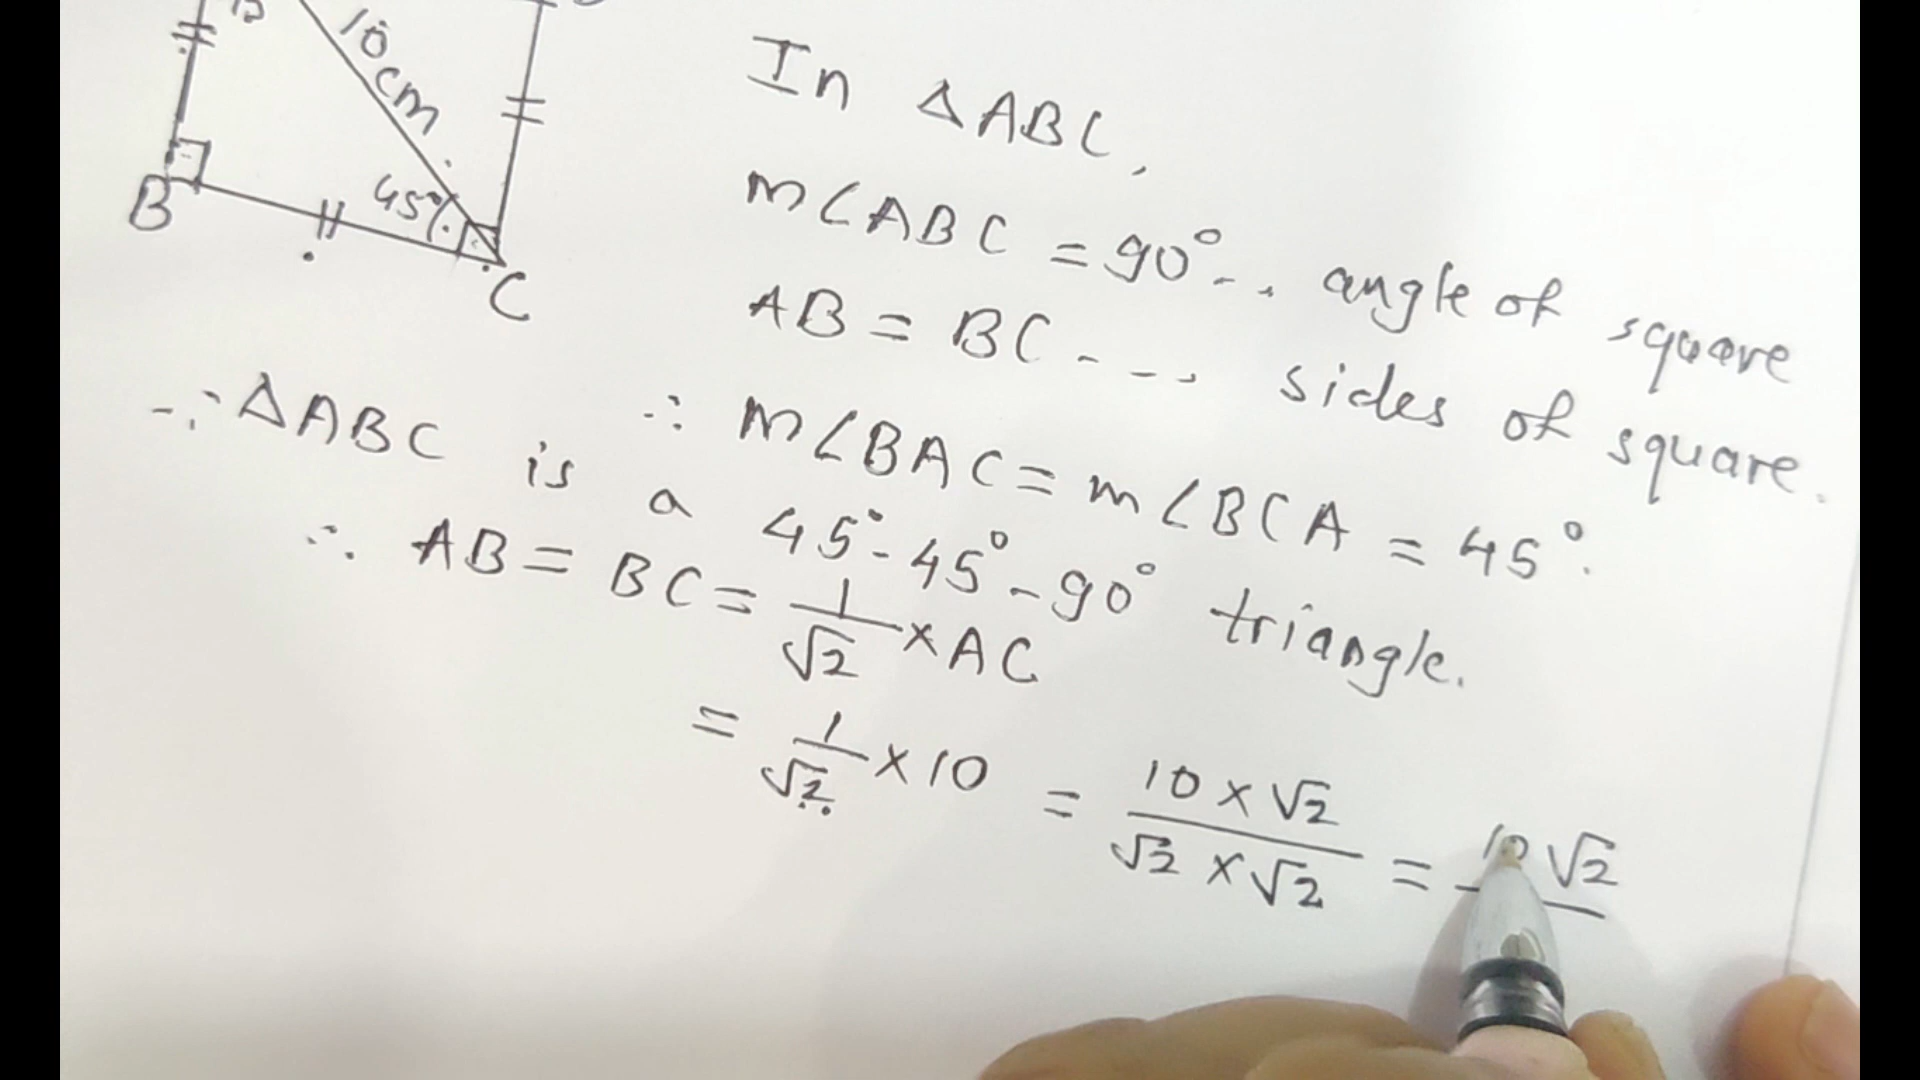 10 cm
45°
B
C
In △ABC,
m∠ABC = 90° - . . angle of square
AB = BC - - - , sides of square.
∴ m∠BAC = m∠BCA = 45°.
∴ △ABC is a 45°-45°-90° triangle.
∴ AB = BC = 1/√2 × AC
= 1/√2 × 10 = 10 × √2 / √2 × √2 = 10√2